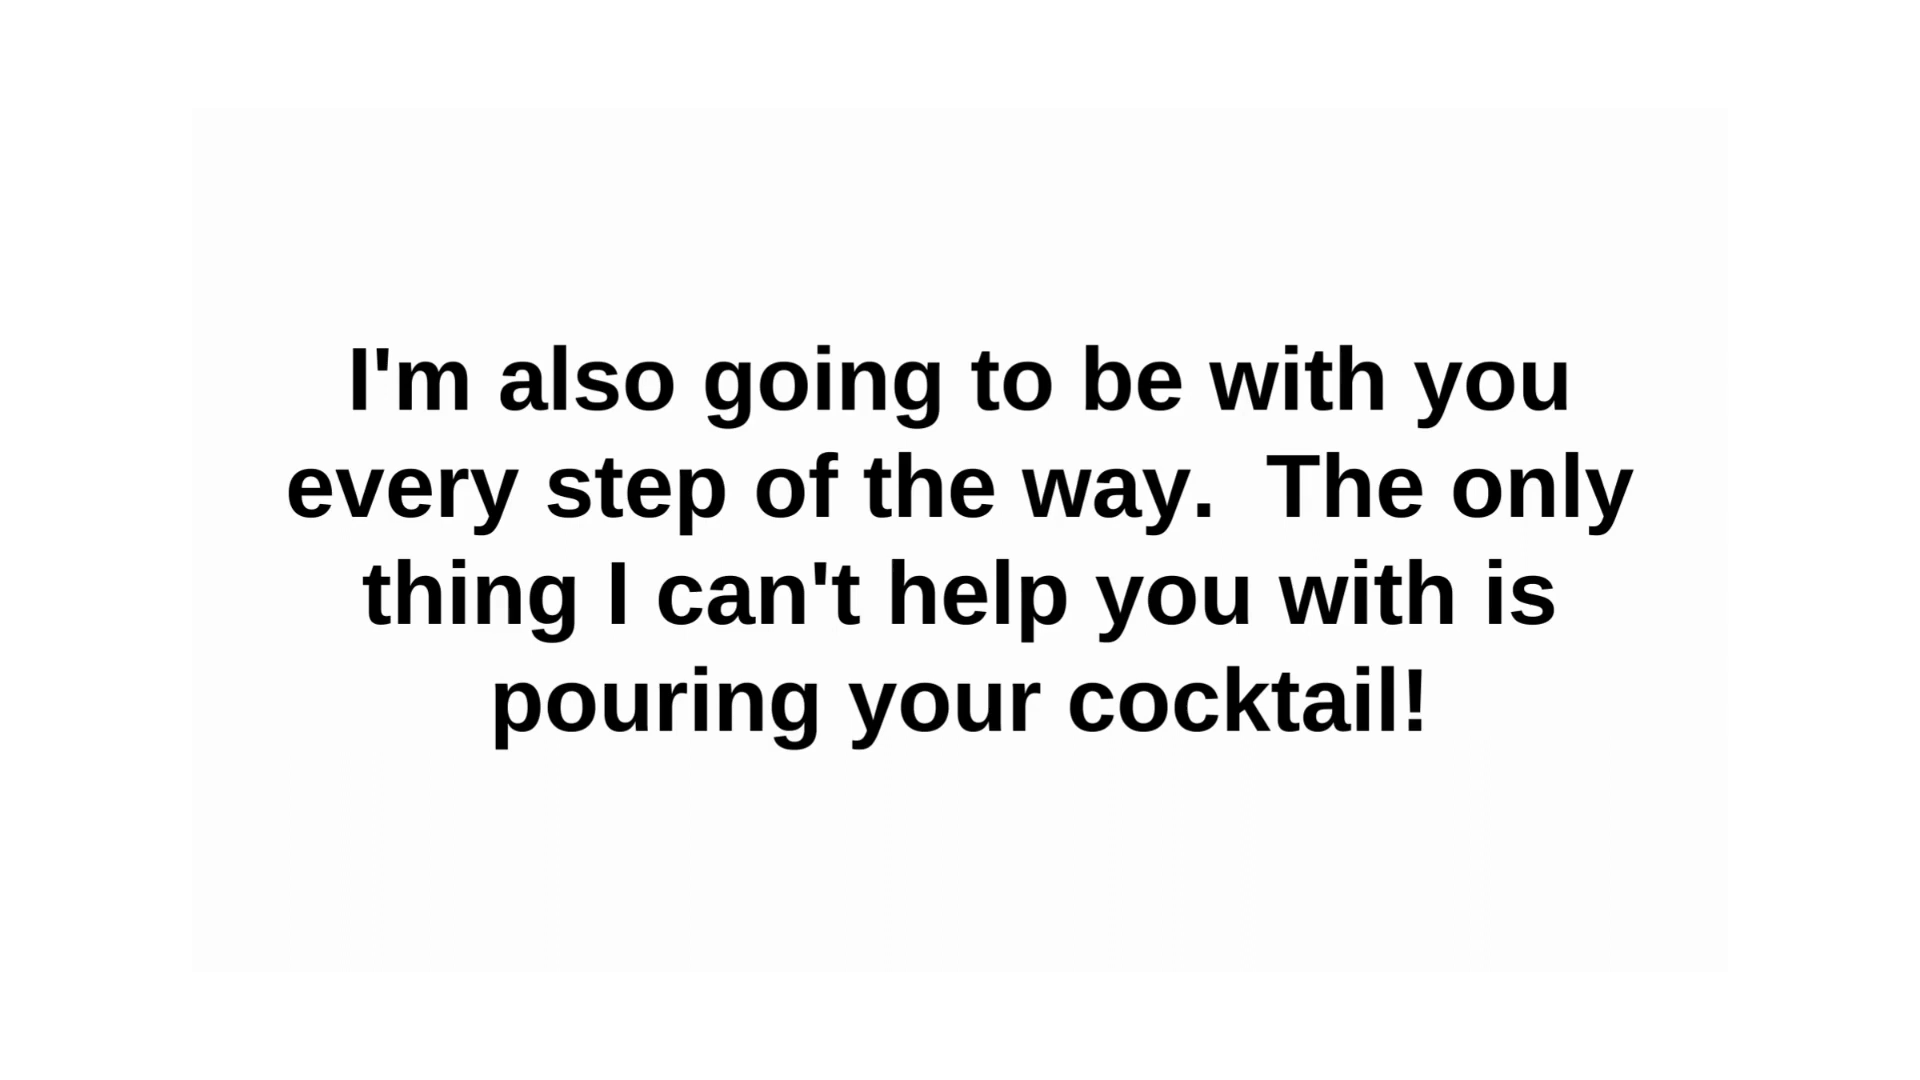 I'm also going to be with you
every step of the way.  The only
thing I can't help you with is
pouring your cocktail!